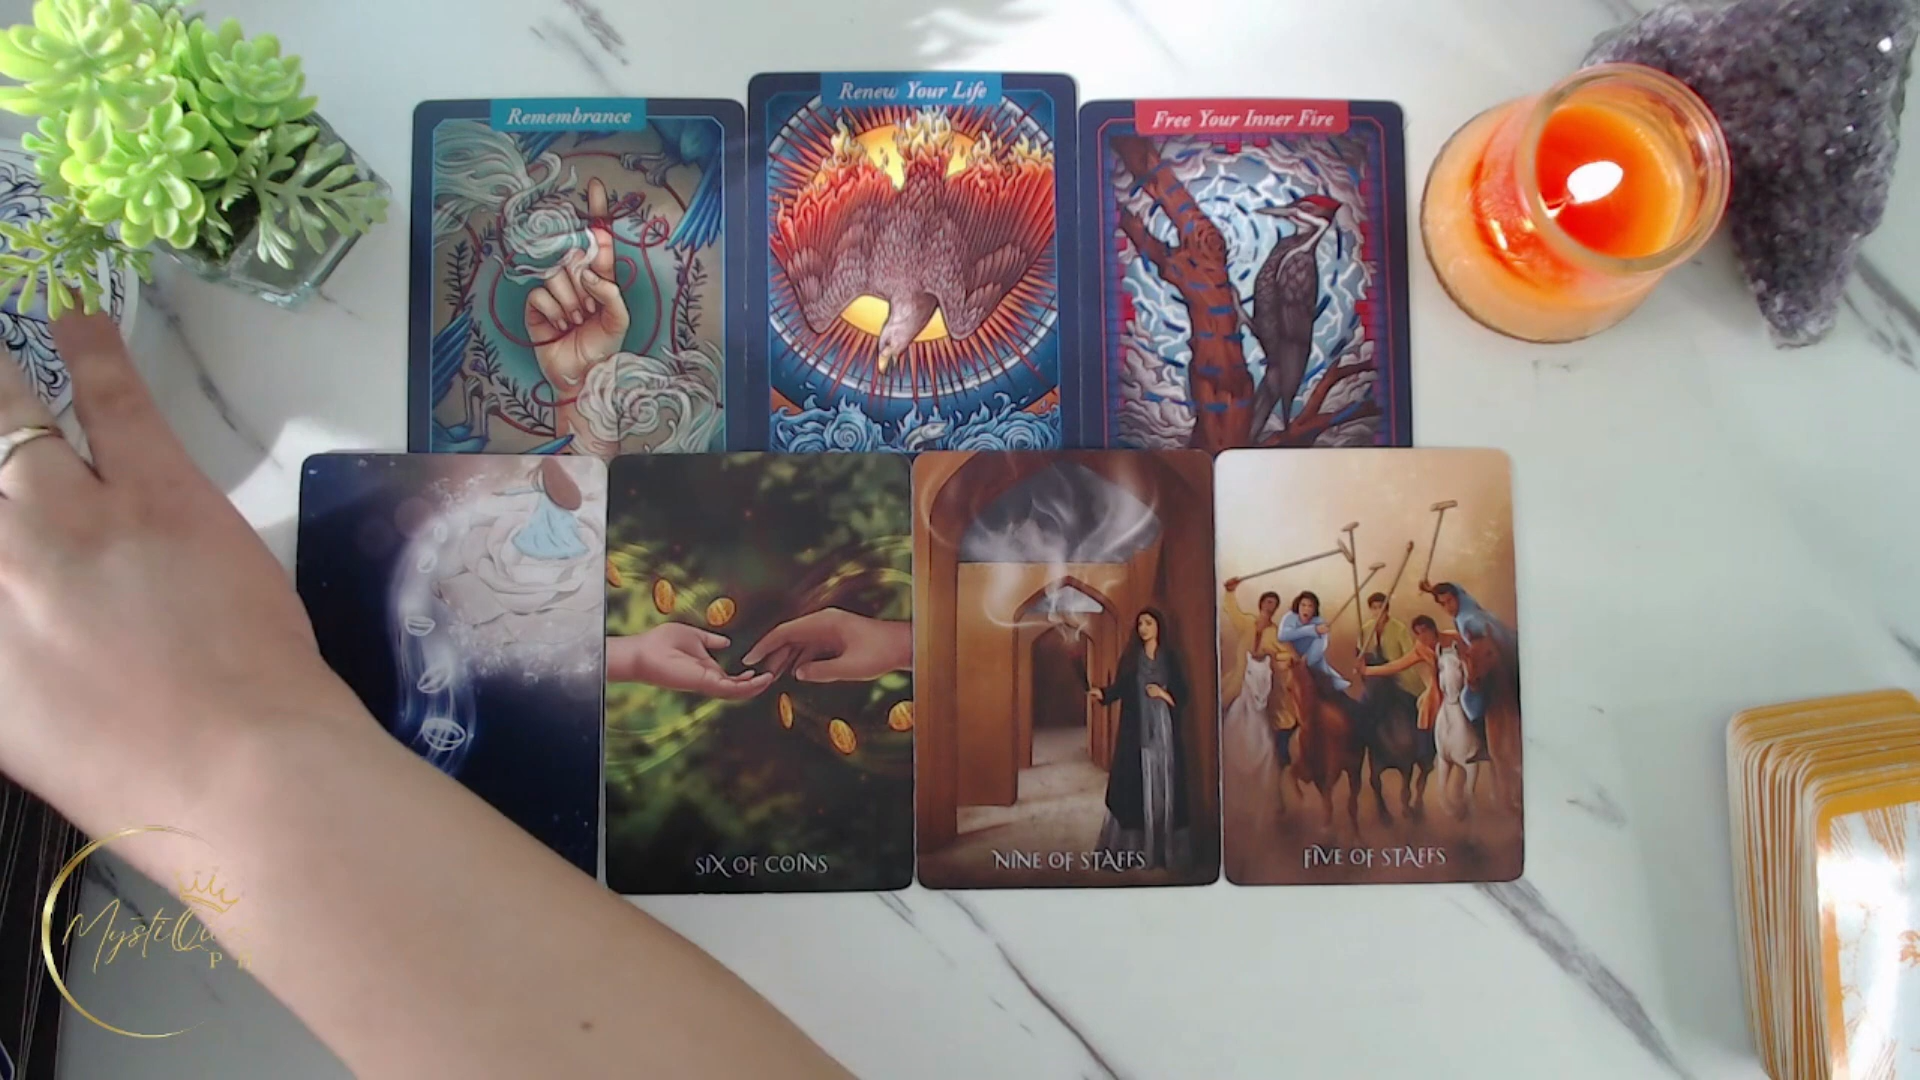 Remembrance
Renew Your Life
Free Your Inner Fire
SIX OF COINS
NINE OF STAFFS
FIVE OF STAFFS